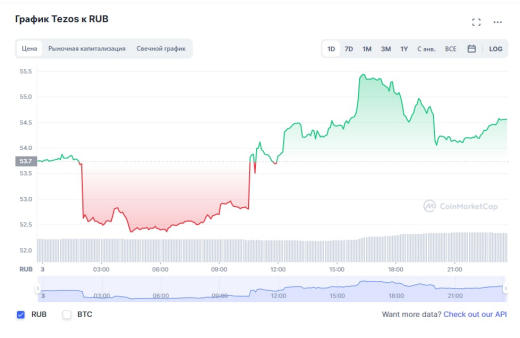 График Tezos к RUB
Цена Рыночная капитализация Свечной график
1D 7D 1M 3M 1Y С янв. ВСЕ LOG
55.5
55.0
54.5
54.0
53.7
53.5
53.0
52.5
52.0
CoinMarketCap
RUB 3 03:00 06:00 09:00 12:00 15:00 18:00 21:00
3 03:00 06:00 09:00 12:00 15:00 18:00 21:00
RUB BTC
Want more data? Check out our API